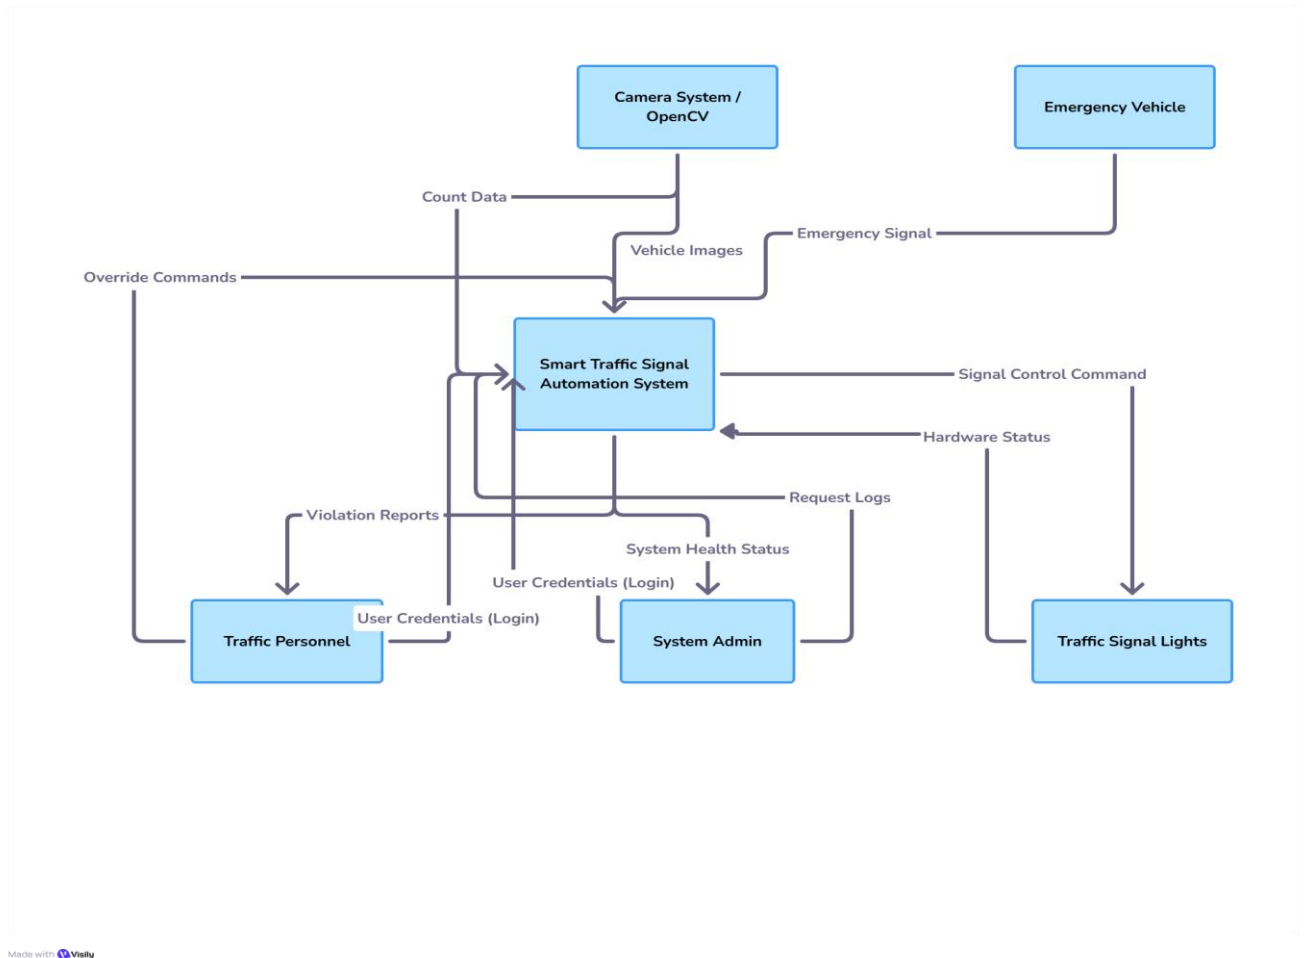 Camera System /
OpenCV
Emergency Vehicle
Count Data
Emergency Signal
Vehicle Images
Override Commands
Smart Traffic Signal
Automation System
Signal Control Command
Hardware Status
Request Logs
Violation Reports
System Health Status
User Credentials (Login)
User Credentials (Login)
Traffic Personnel
System Admin
Traffic Signal Lights
Made with Visily